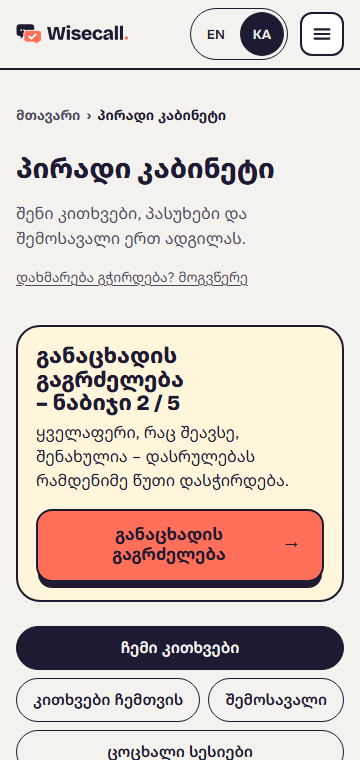 Wisecall.
EN KA
მთავარი › პირადი კაბინეტი
პირადი კაბინეტი
შენი კითხვები, პასუხები და
შემოსავალი ერთ ადგილას.
დახმარება გჭირდება? მოგვწერე
განაცხადის
გაგრძელება
– ნაბიჯი 2 / 5
ყველაფერი, რაც შეავსე,
შენახულია – დასრულებას
რამდენიმე წუთი დასჭირდება.
განაცხადის
გაგრძელება →
ჩემი კითხვები
კითხვები ჩემთვის
შემოსავალი
ცოცხალი სესიები